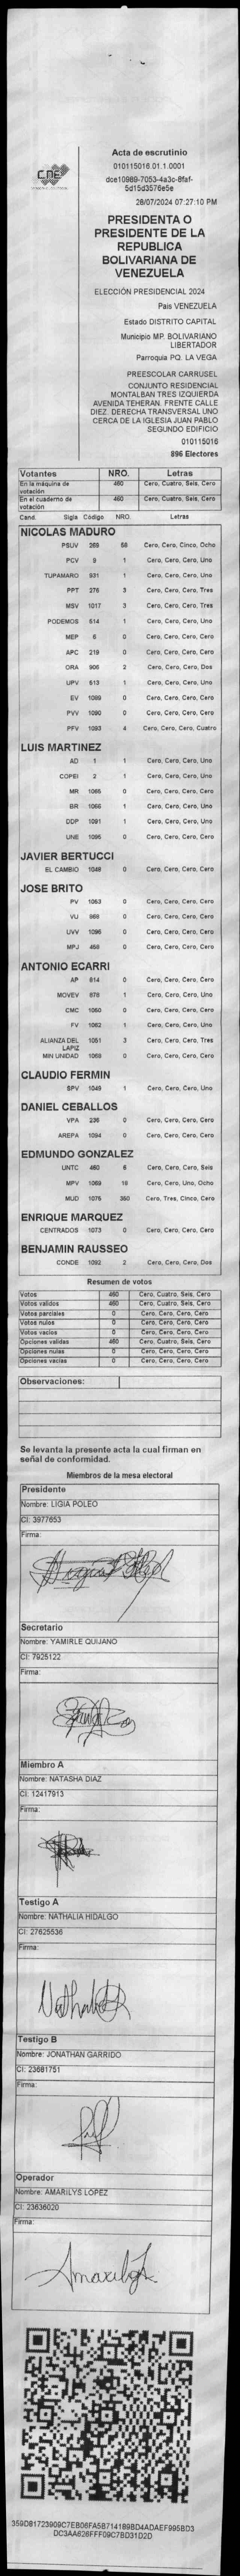 CNE
Acta de escrutinio
010115016.01.1.0001
dce10989-7053-4a3c-8faf-
5d15d3576e5e
28/07/2024 07:27:10 PM
PRESIDENTA O
PRESIDENTE DE LA
REPUBLICA
BOLIVARIANA DE
VENEZUELA
ELECCIÓN PRESIDENCIAL 2024
Pais VENEZUELA
Estado DISTRITO CAPITAL
Municipio MP. BOLIVARIANO
LIBERTADOR
Parroquia PQ. LA VEGA
PREESCOLAR CARRUSEL
CONJUNTO RESIDENCIAL
MONTALBAN TRES IZQUIERDA
AVENIDA TEHERAN. FRENTE CALLE
DIEZ. DERECHA TRANSVERSAL UNO
CERCA DE LA IGLESIA JUAN PABLO
SEGUNDO EDIFICIO
010115016
896 Electores
Votantes NRO. Letras
En la máquina de votación 460 Cero, Cuatro, Seis, Cero
En el cuaderno de votación 460 Cero, Cuatro, Seis, Cero
Cand. Sigla Codigo NRO. Letras
NICOLAS MADURO
PSUV 269 58 Cero, Cero, Cinco, Ocho
PCV 9 1 Cero, Cero, Cero, Uno
TUPAMARO 931 1 Cero, Cero, Cero, Uno
PPT 276 3 Cero, Cero, Cero, Tres
MSV 1017 3 Cero, Cero, Cero, Tres
PODEMOS 514 1 Cero, Cero, Cero, Uno
MEP 6 0 Cero, Cero, Cero, Cero
APC 219 0 Cero, Cero, Cero, Cero
ORA 906 2 Cero, Cero, Cero, Dos
UPV 513 1 Cero, Cero, Cero, Uno
EV 1089 0 Cero, Cero, Cero, Cero
PVV 1090 0 Cero, Cero, Cero, Cero
PFV 1093 4 Cero, Cero, Cero, Cuatro
LUIS MARTINEZ
AD 1 1 Cero, Cero, Cero, Uno
COPEI 2 1 Cero, Cero, Cero, Uno
MR 1065 0 Cero, Cero, Cero, Cero
BR 1066 1 Cero, Cero, Cero, Uno
DDP 1091 1 Cero, Cero, Cero, Uno
UNE 1095 0 Cero, Cero, Cero, Cero
JAVIER BERTUCCI
EL CAMBIO 1048 0 Cero, Cero, Cero, Cero
JOSE BRITO
PV 1053 0 Cero, Cero, Cero, Cero
VU 968 0 Cero, Cero, Cero, Cero
UVV 1096 0 Cero, Cero, Cero, Cero
MPJ 458 0 Cero, Cero, Cero, Cero
ANTONIO ECARRI
AP 614 0 Cero, Cero, Cero, Cero
MOVEV 878 1 Cero, Cero, Cero, Uno
CMC 1050 0 Cero, Cero, Cero, Cero
FV 1062 1 Cero, Cero, Cero, Uno
ALIANZA DEL LAPIZ 1051 3 Cero, Cero, Cero, Tres
MIN UNIDAD 1068 0 Cero, Cero, Cero, Cero
CLAUDIO FERMIN
SPV 1049 1 Cero, Cero, Cero, Uno
DANIEL CEBALLOS
VPA 236 0 Cero, Cero, Cero, Cero
AREPA 1094 0 Cero, Cero, Cero, Cero
EDMUNDO GONZALEZ
UNTC 460 6 Cero, Cero, Cero, Seis
MPV 1069 18 Cero, Cero, Uno, Ocho
MUD 1075 350 Cero, Tres, Cinco, Cero
ENRIQUE MARQUEZ
CENTRADOS 1073 0 Cero, Cero, Cero, Cero
BENJAMIN RAUSSEO
CONDE 1092 2 Cero, Cero, Cero, Dos
Resumen de votos
Votos 460 Cero, Cuatro, Seis, Cero
Votos validos 460 Cero, Cuatro, Seis, Cero
Votos parciales 0 Cero, Cero, Cero, Cero
Votos nulos 0 Cero, Cero, Cero, Cero
Votos vacios 0 Cero, Cero, Cero, Cero
Opciones validas 460 Cero, Cuatro, Seis, Cero
Opciones nulas 0 Cero, Cero, Cero, Cero
Opciones vacias 0 Cero, Cero, Cero, Cero
Observaciones:
Se levanta la presente acta la cual firman en
señal de conformidad.
Miembros de la mesa electoral
Presidente
Nombre: LIGIA POLEO
CI: 3977653
Firma:
Secretario
Nombre: YAMIRLE QUIJANO
CI: 7925122
Firma:
Miembro A
Nombre: NATASHA DIAZ
CI: 12417913
Firma:
Testigo A
Nombre: NATHALIA HIDALGO
CI: 27625536
Firma:
Testigo B
Nombre: JONATHAN GARRIDO
CI: 23681751
Firma:
Operador
Nombre: AMARILYS LOPEZ
CI: 23636020
Firma:
359D81723909C7EB06FA5B714189BD4ADAEF995BD3
DC3AA626FFF09C7BD31D2D